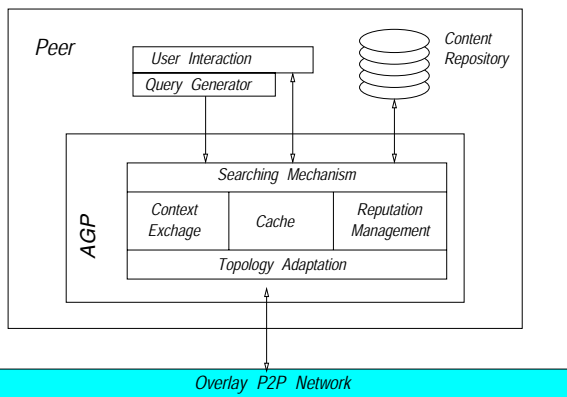 Peer
User Interaction
Query Generator
Content
Repository
AGP
Searching Mechanism
Context
Exchage
Cache
Reputation
Management
Topology Adaptation
Overlay P2P Network